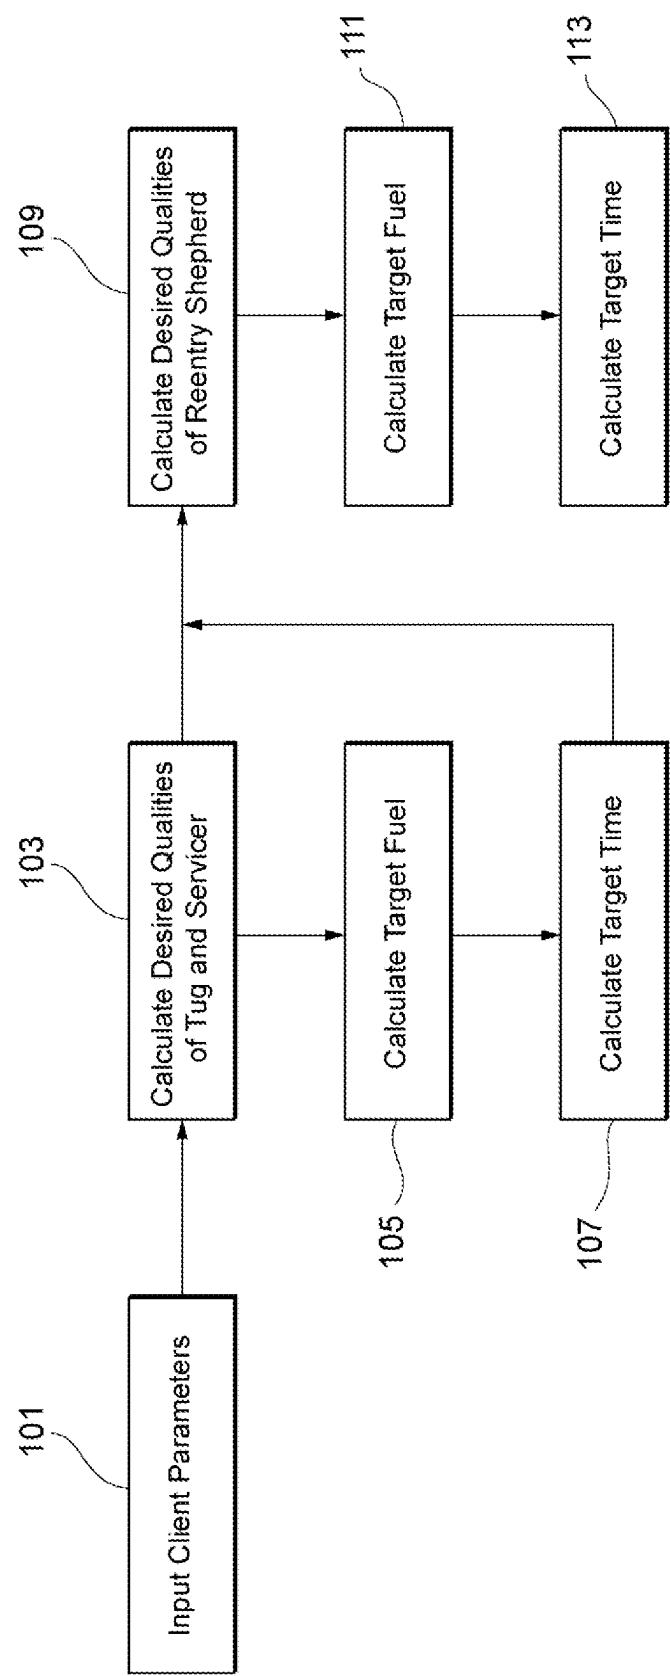 101
Input Client Parameters
103
Calculate Desired Qualities
of Tug and Servicer
105
Calculate Target Fuel
107
Calculate Target Time
109
Calculate Desired Qualities
of Reentry Shepherd
111
Calculate Target Fuel
113
Calculate Target Time